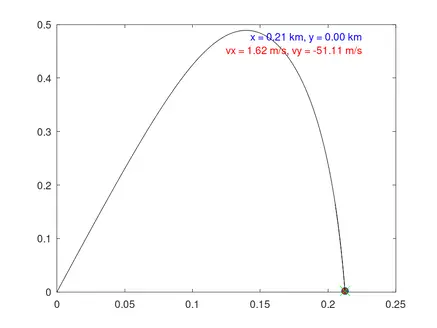 0.5
x = 0.21 km, y = 0.00 km
vx = 1.62 m/s, vy = -51.11 m/s
0.4
0.3
0.2
0.1
0
0 0.05 0.1 0.15 0.2 0.25